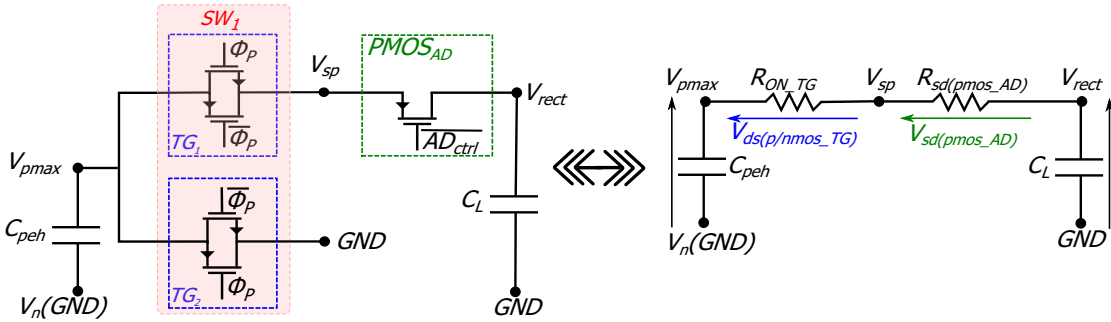 SW1
ΦP
PMOSAD
Vsp
Vrect
TG1
ΦP
ADctrl
Vpmax
ΦP
CL
Cpeh
GND
TG2
ΦP
Vn(GND)
GND
Vpmax
RON_TG
Vsp
Rsd(pmos_AD)
Vrect
Vds(p/nmos_TG)
Vsd(pmos_AD)
Cpeh
CL
Vn(GND)
GND